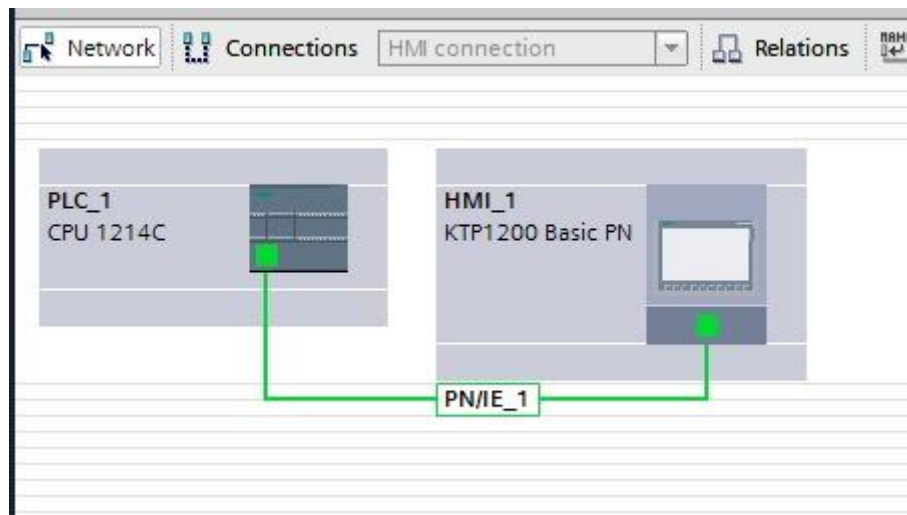 Network Connections HMI connection Relations
PLC_1
CPU 1214C
HMI_1
KTP1200 Basic PN
PN/IE_1